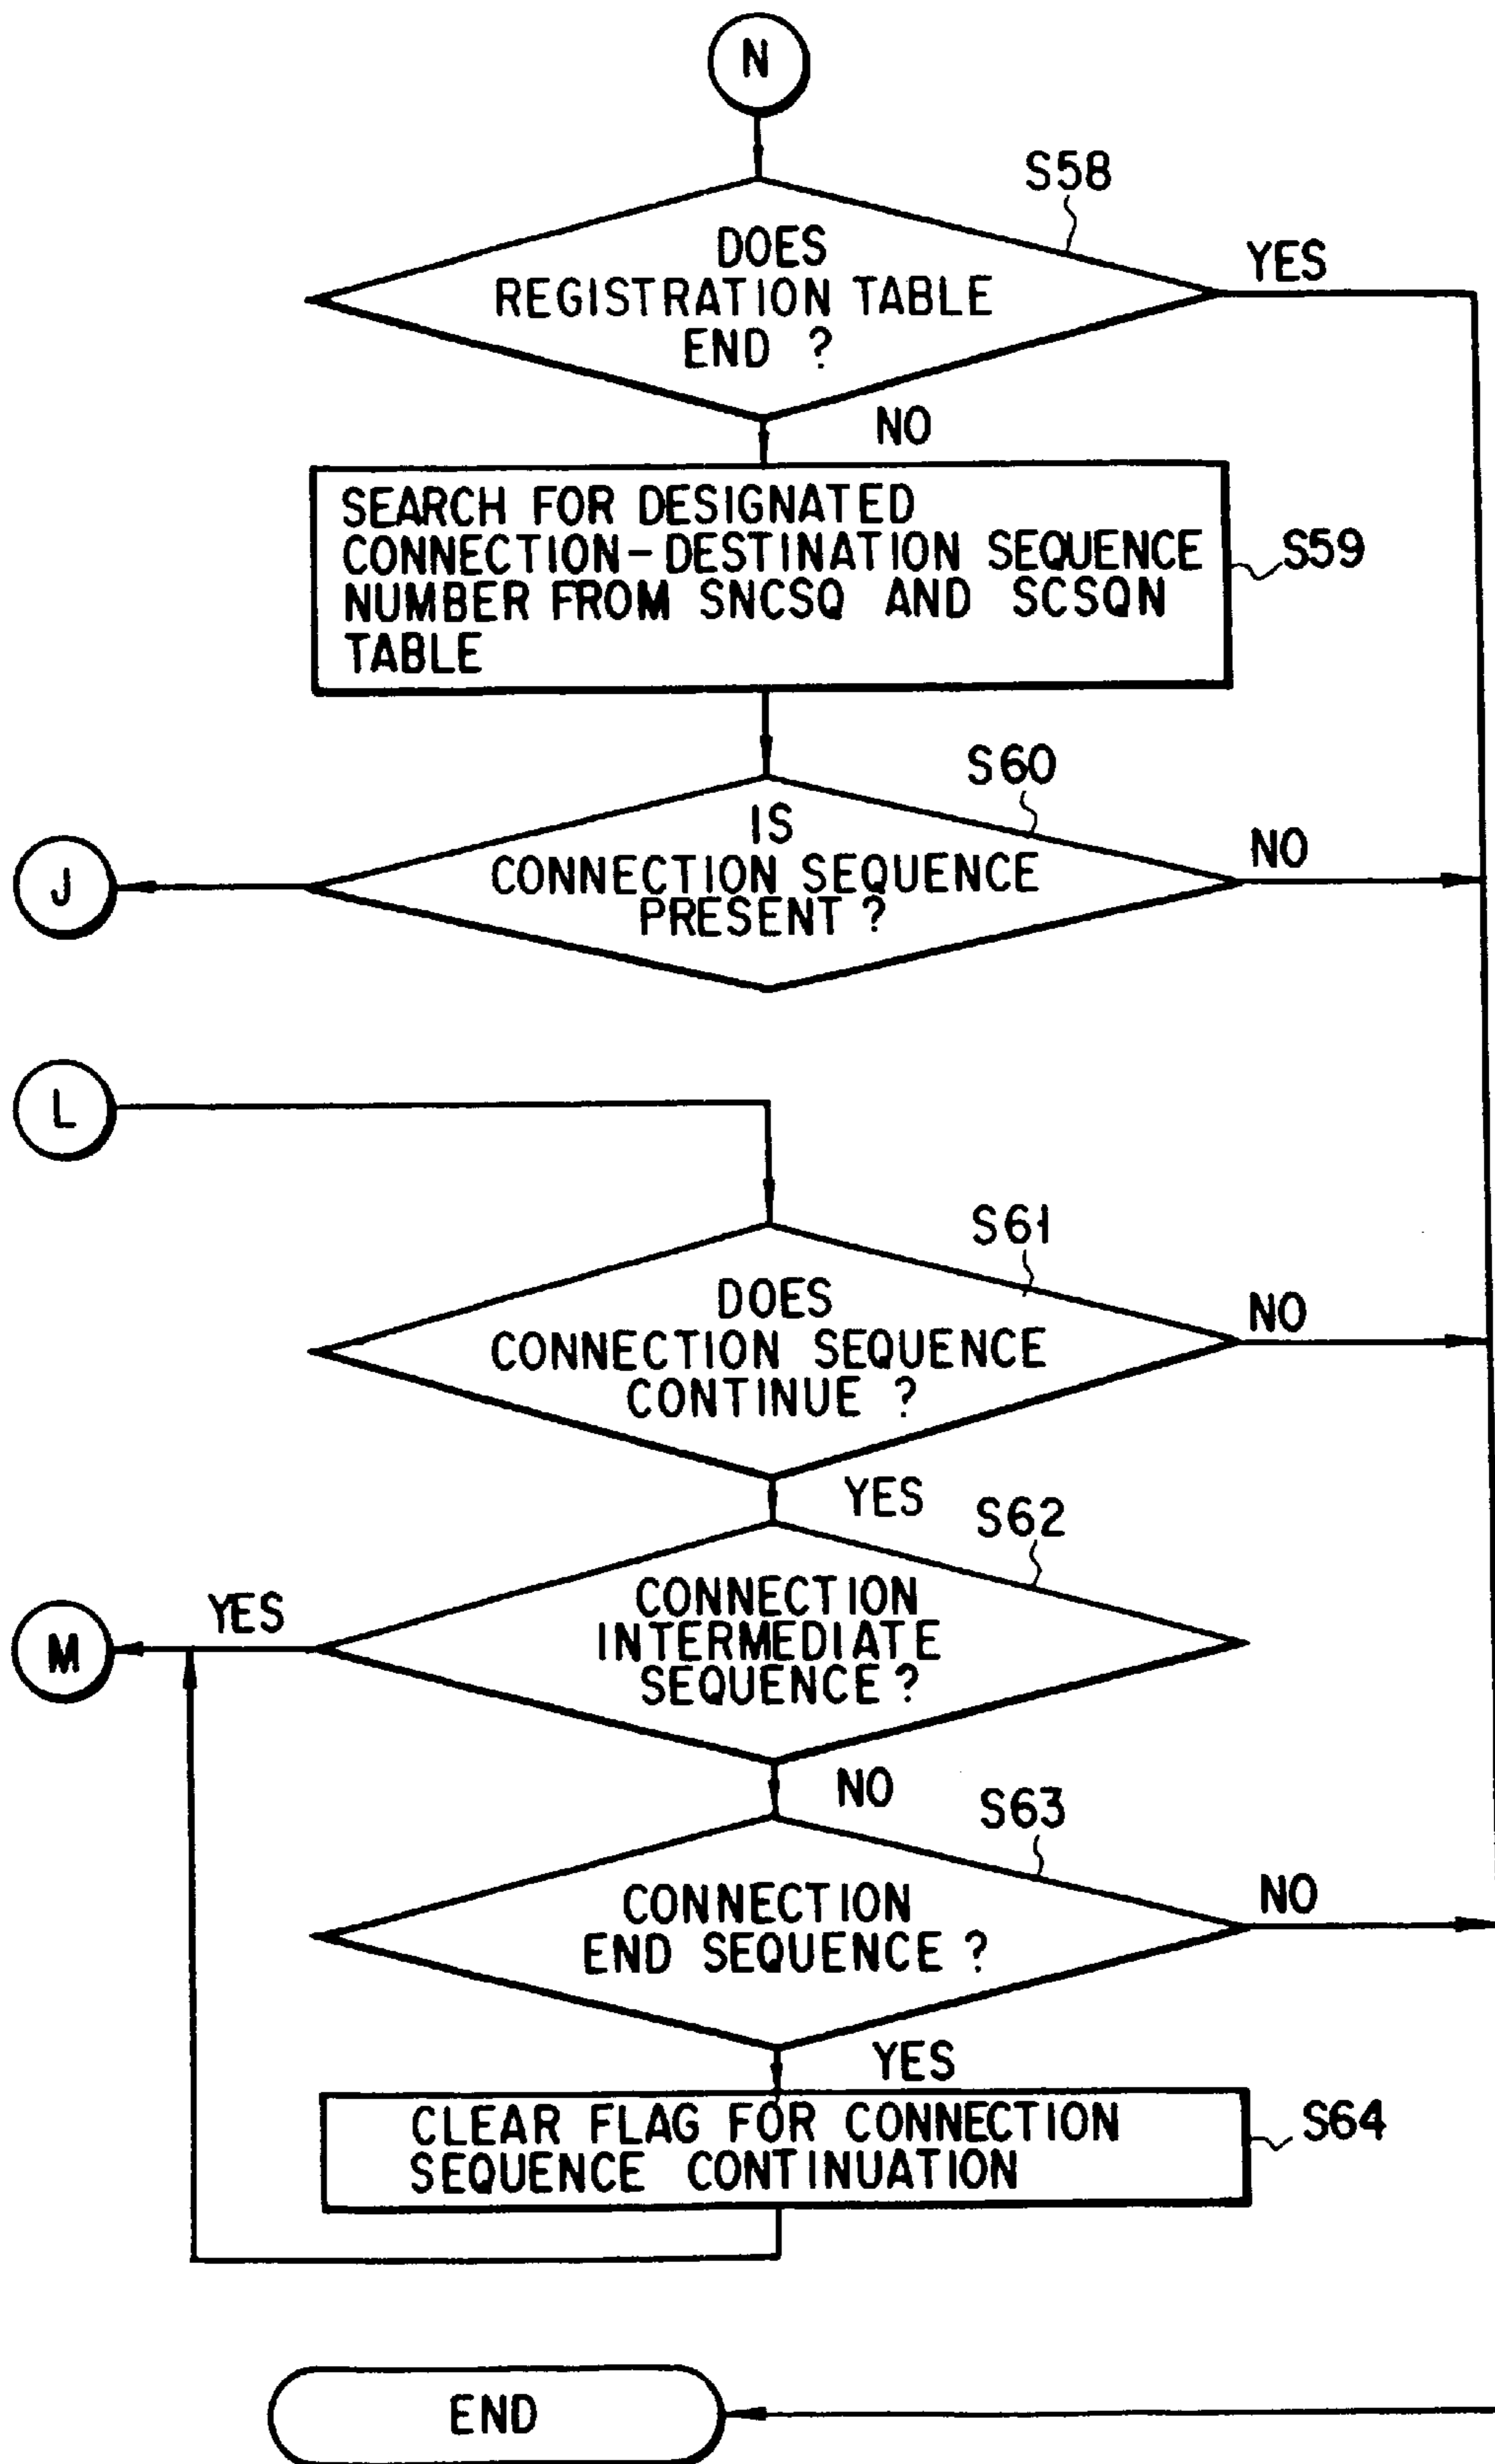 N
S58
DOES
REGISTRATION TABLE
END ?
YES
NO
SEARCH FOR DESIGNATED
CONNECTION-DESTINATION SEQUENCE
NUMBER FROM SNCSQ AND SCSQN
TABLE
S59
S60
IS
CONNECTION SEQUENCE
PRESENT ?
NO
J
L
S61
DOES
CONNECTION SEQUENCE
CONTINUE ?
NO
YES
S62
CONNECTION
INTERMEDIATE
SEQUENCE ?
YES
M
NO
S63
CONNECTION
END SEQUENCE ?
NO
YES
CLEAR FLAG FOR CONNECTION
SEQUENCE CONTINUATION
S64
END